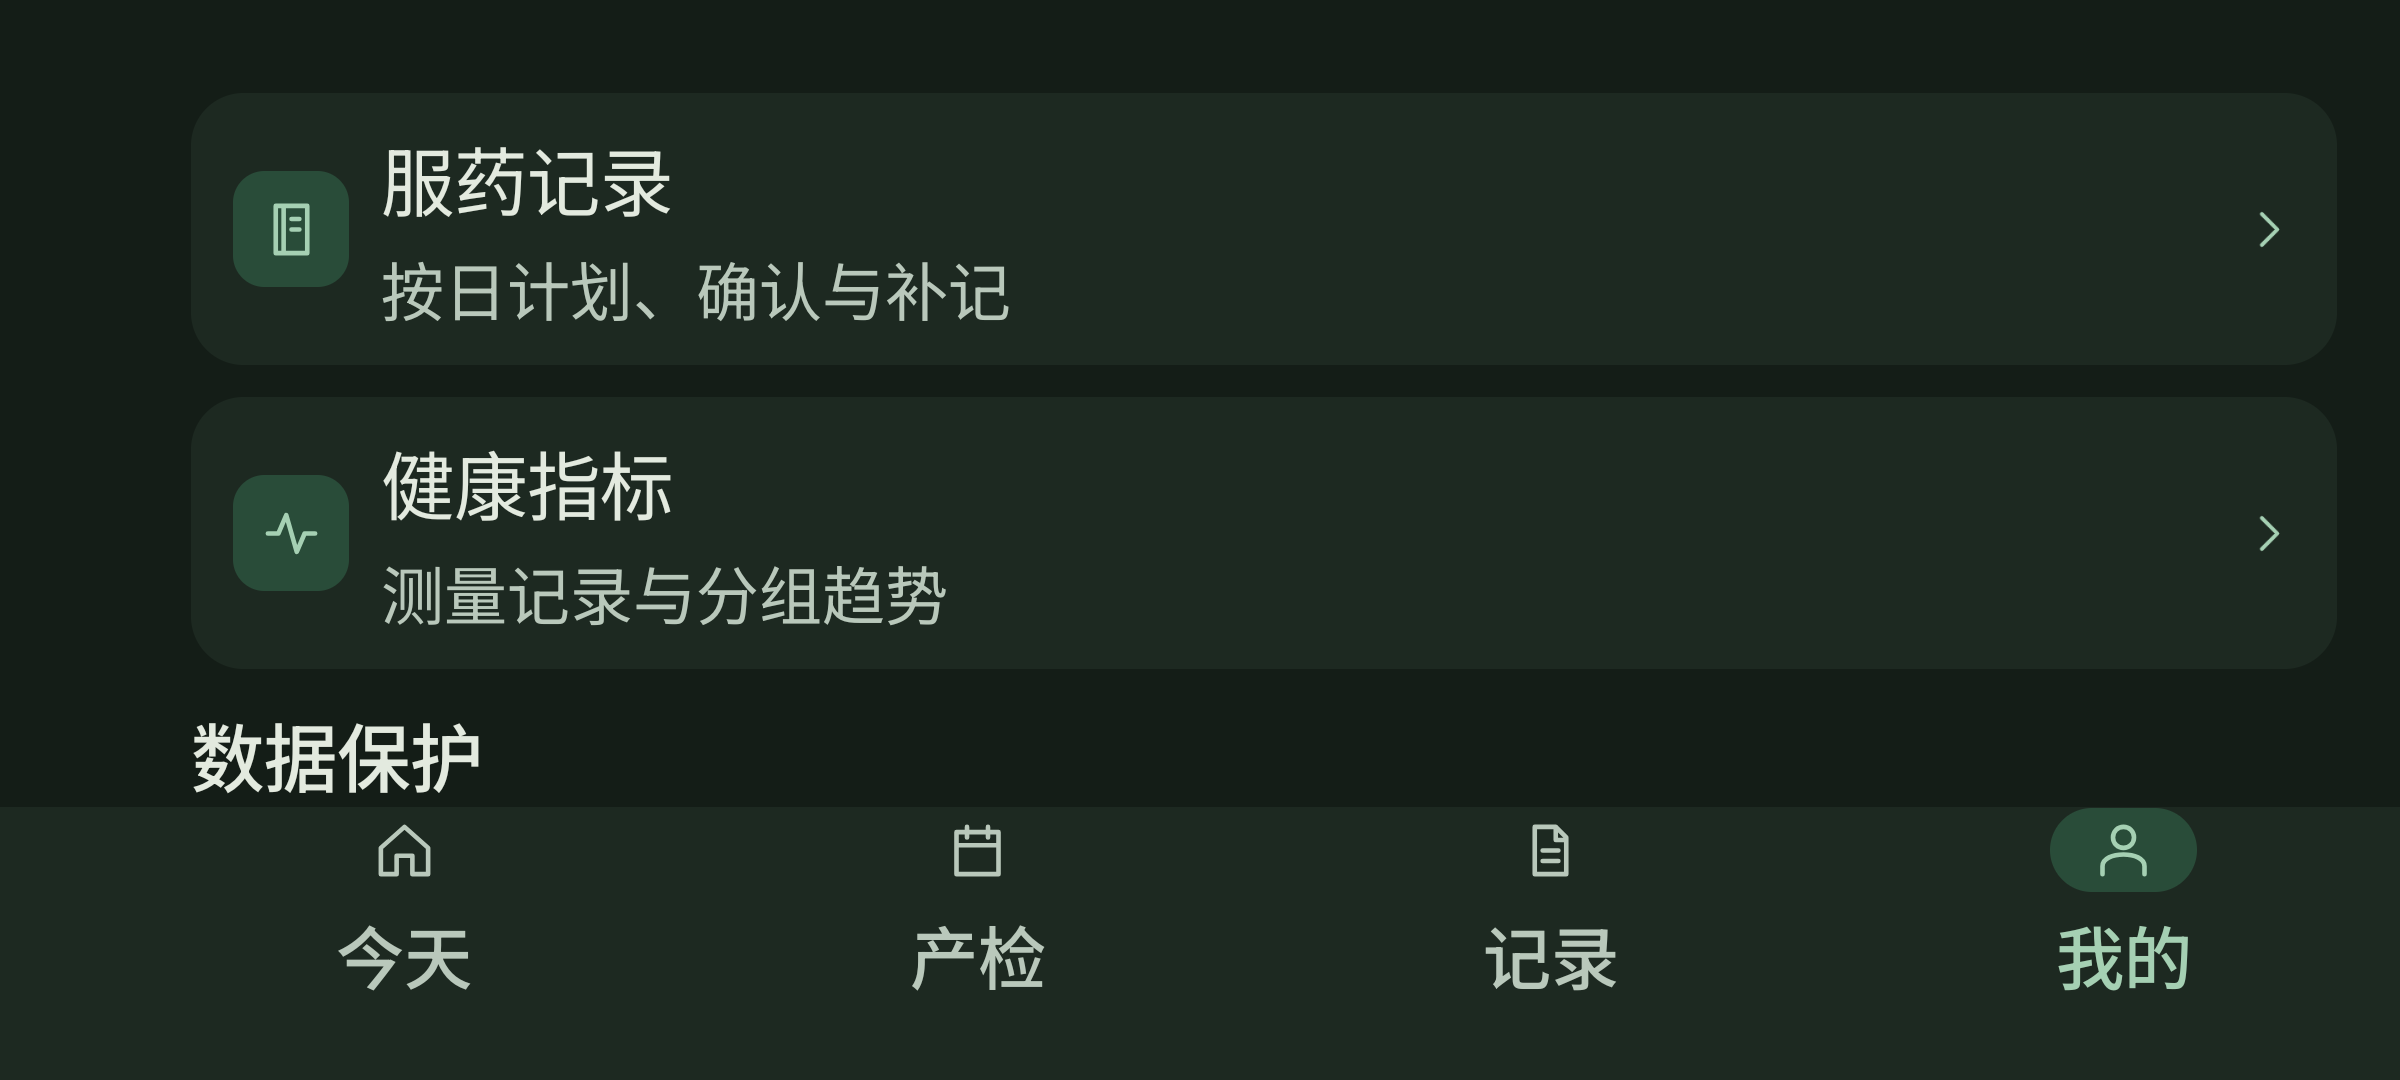 服药记录
按日计划、确认与补记
健康指标
测量记录与分组趋势
数据保护
今天
产检
记录
我的